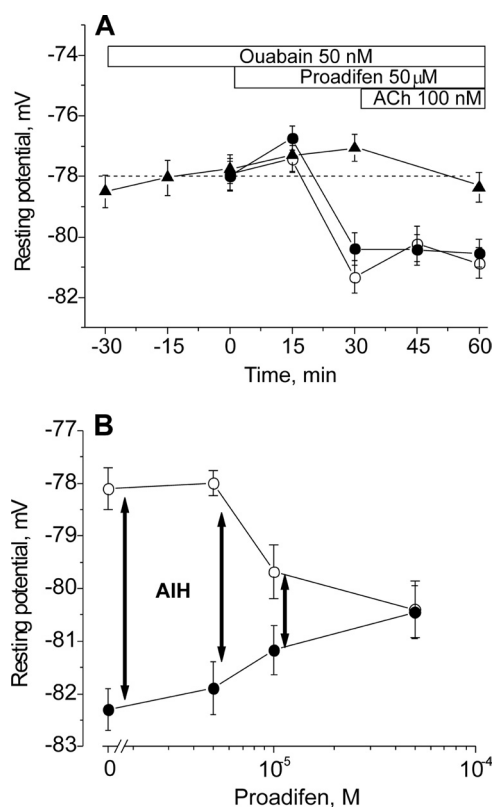 A
-74
Ouabain 50 nM
Proadifen 50 μM
-76
ACh 100 nM
-78
-80
-82
Resting potential, mV
-30 -15 0 15 30 45 60
Time, min
B
-77
-78
-79
-80
-81
-82
-83
Resting potential, mV
AIH
0 10-5 10-4
Proadifen, M